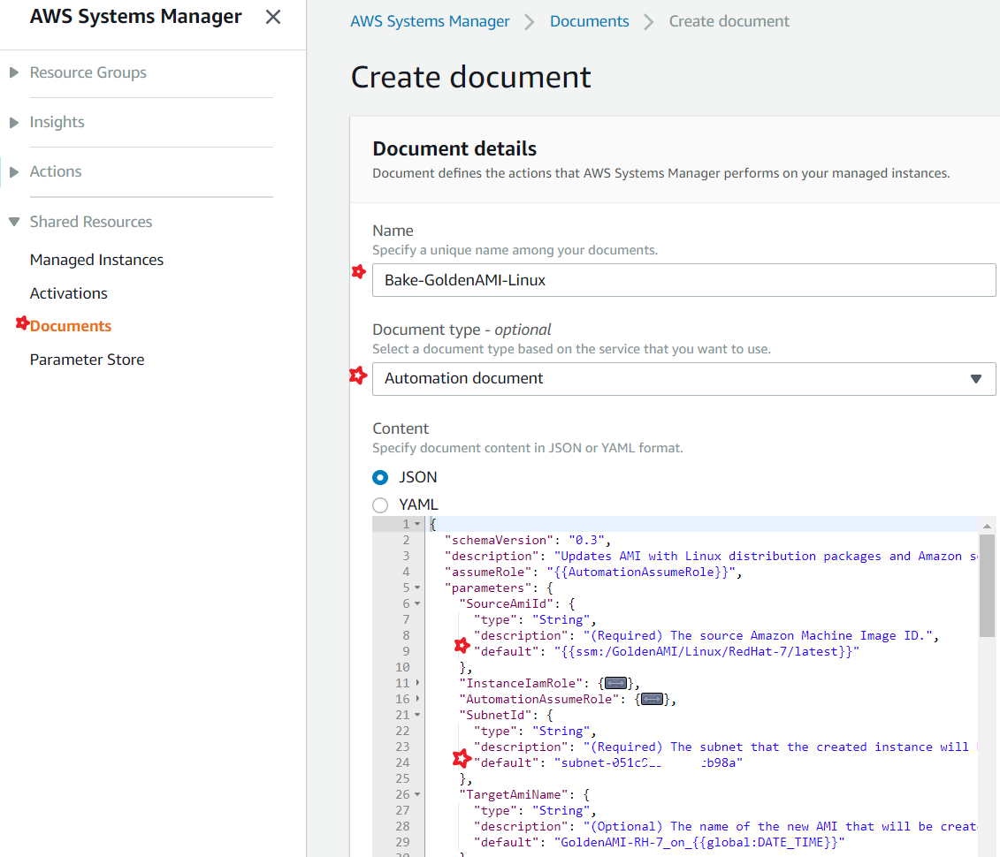 AWS Systems Manager
Resource Groups
Insights
Actions
Shared Resources
Managed Instances
Activations
Documents
Parameter Store
AWS Systems Manager > Documents > Create document
Create document
Document details
Document defines the actions that AWS Systems Manager performs on your managed instances.
Name
Specify a unique name among your documents.
Bake-GoldenAMI-Linux
Document type - optional
Select a document type based on the service that you want to use.
Automation document
Content
Specify document content in JSON or YAML format.
JSON
YAML
1 {
2 "schemaVersion": "0.3",
3 "description": "Updates AMI with Linux distribution packages and Amazon s
4 "assumeRole": "{{AutomationAssumeRole}}",
5 "parameters": {
6 "SourceAmiId": {
7 "type": "String",
8 "description": "(Required) The source Amazon Machine Image ID.",
9 "default": "{{ssm:/GoldenAMI/Linux/RedHat-7/latest}}"
10 },
11 "InstanceIamRole": {},
16 "AutomationAssumeRole": {},
21 "SubnetId": {
22 "type": "String",
23 "description": "(Required) The subnet that the created instance will
24 "default": "subnet-051c b98a"
25 },
26 "TargetAmiName": {
27 "type": "String",
28 "description": "(Optional) The name of the new AMI that will be creat
29 "default": "GoldenAMI-RH-7_on_{{global:DATE_TIME}}"